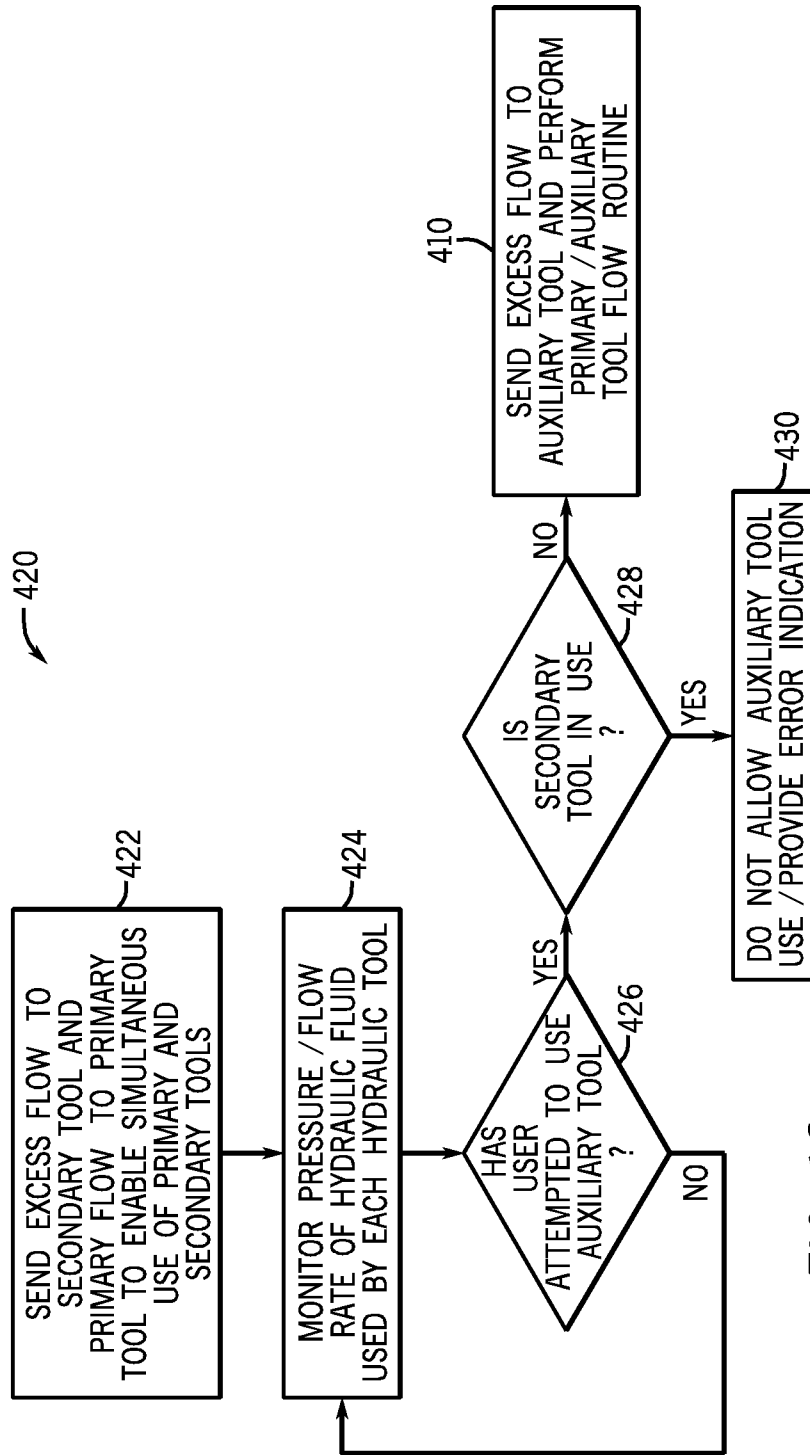 420
422
SEND EXCESS FLOW TO
SECONDARY TOOL AND
PRIMARY FLOW TO PRIMARY
TOOL TO ENABLE SIMULTANEOUS
USE OF PRIMARY AND
SECONDARY TOOLS
424
MONITOR PRESSURE/FLOW
RATE OF HYDRAULIC FLUID
USED BY EACH HYDRAULIC TOOL
426
HAS
USER
ATTEMPTED TO USE
AUXILIARY TOOL
?
NO
YES
428
IS
SECONDARY
TOOL IN USE
?
NO
YES
410
SEND EXCESS FLOW TO
AUXILIARY TOOL AND PERFORM
PRIMARY/AUXILIARY
TOOL FLOW ROUTINE
430
DO NOT ALLOW AUXILIARY TOOL
USE/PROVIDE ERROR INDICATION